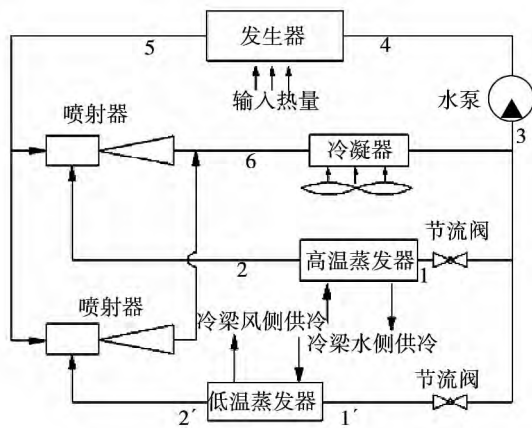 发生器
5
4
输入热量
水泵
3
喷射器
6
冷凝器
节流阀
2
高温蒸发器
1
喷射器
冷梁风侧供冷
冷梁水侧供冷
节流阀
2′
低温蒸发器
1′